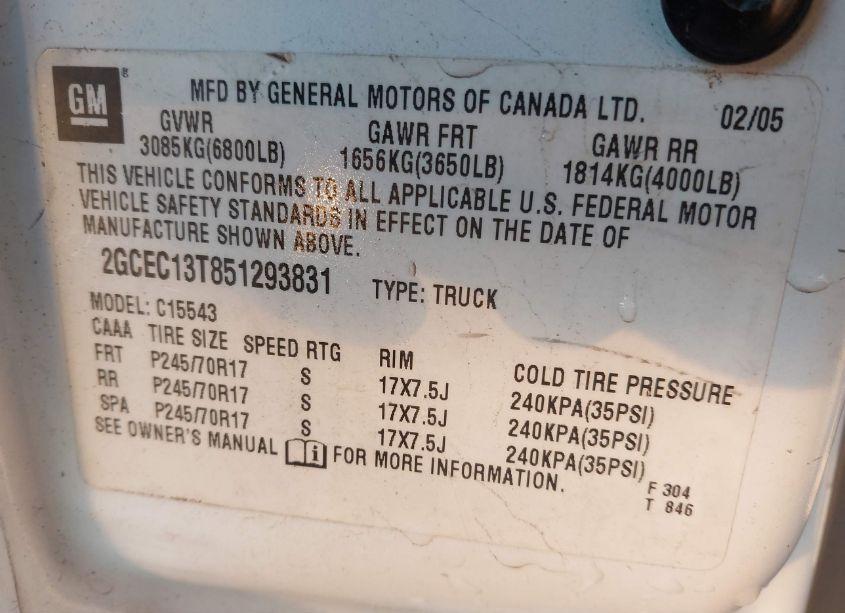 GM®
MFD BY GENERAL MOTORS OF CANADA LTD. 02/05
GVWR GAWR FRT GAWR RR
3085KG(6800LB) 1656KG(3650LB) 1814KG(4000LB)
THIS VEHICLE CONFORMS TO ALL APPLICABLE U.S. FEDERAL MOTOR
VEHICLE SAFETY STANDARDS IN EFFECT ON THE DATE OF
MANUFACTURE SHOWN ABOVE.
2GCEC13T851293831 TYPE: TRUCK
MODEL: C15543
CAAA TIRE SIZE SPEED RTG RIM COLD TIRE PRESSURE
FRT P245/70R17 S 17X7.5J 240KPA(35PSI)
RR P245/70R17 S 17X7.5J 240KPA(35PSI)
SPA P245/70R17 S 17X7.5J 240KPA(35PSI)
SEE OWNER'S MANUAL i FOR MORE INFORMATION.
F 304
T 846